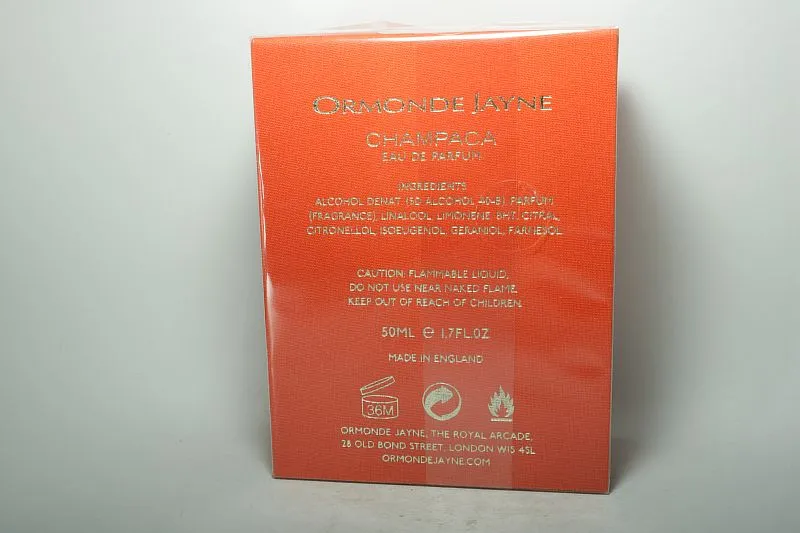 ORMONDE JAYNE
CHAMPACA
EAU DE PARFUM
INGREDIENTS
ALCOHOL DENAT. (SD ALCOHOL 40-B), PARFUM
(FRAGRANCE), LINALOOL, LIMONENE, BHT, CITRAL,
CITRONELLOL, ISOEUGENOL, GERANIOL, FARNESOL
CAUTION: FLAMMABLE LIQUID,
DO NOT USE NEAR NAKED FLAME.
KEEP OUT OF REACH OF CHILDREN.
50ML ℮ 1.7FL.OZ
MADE IN ENGLAND
36M
ORMONDE JAYNE, THE ROYAL ARCADE,
28 OLD BOND STREET, LONDON W1S 4SL
ORMONDEJAYNE.COM